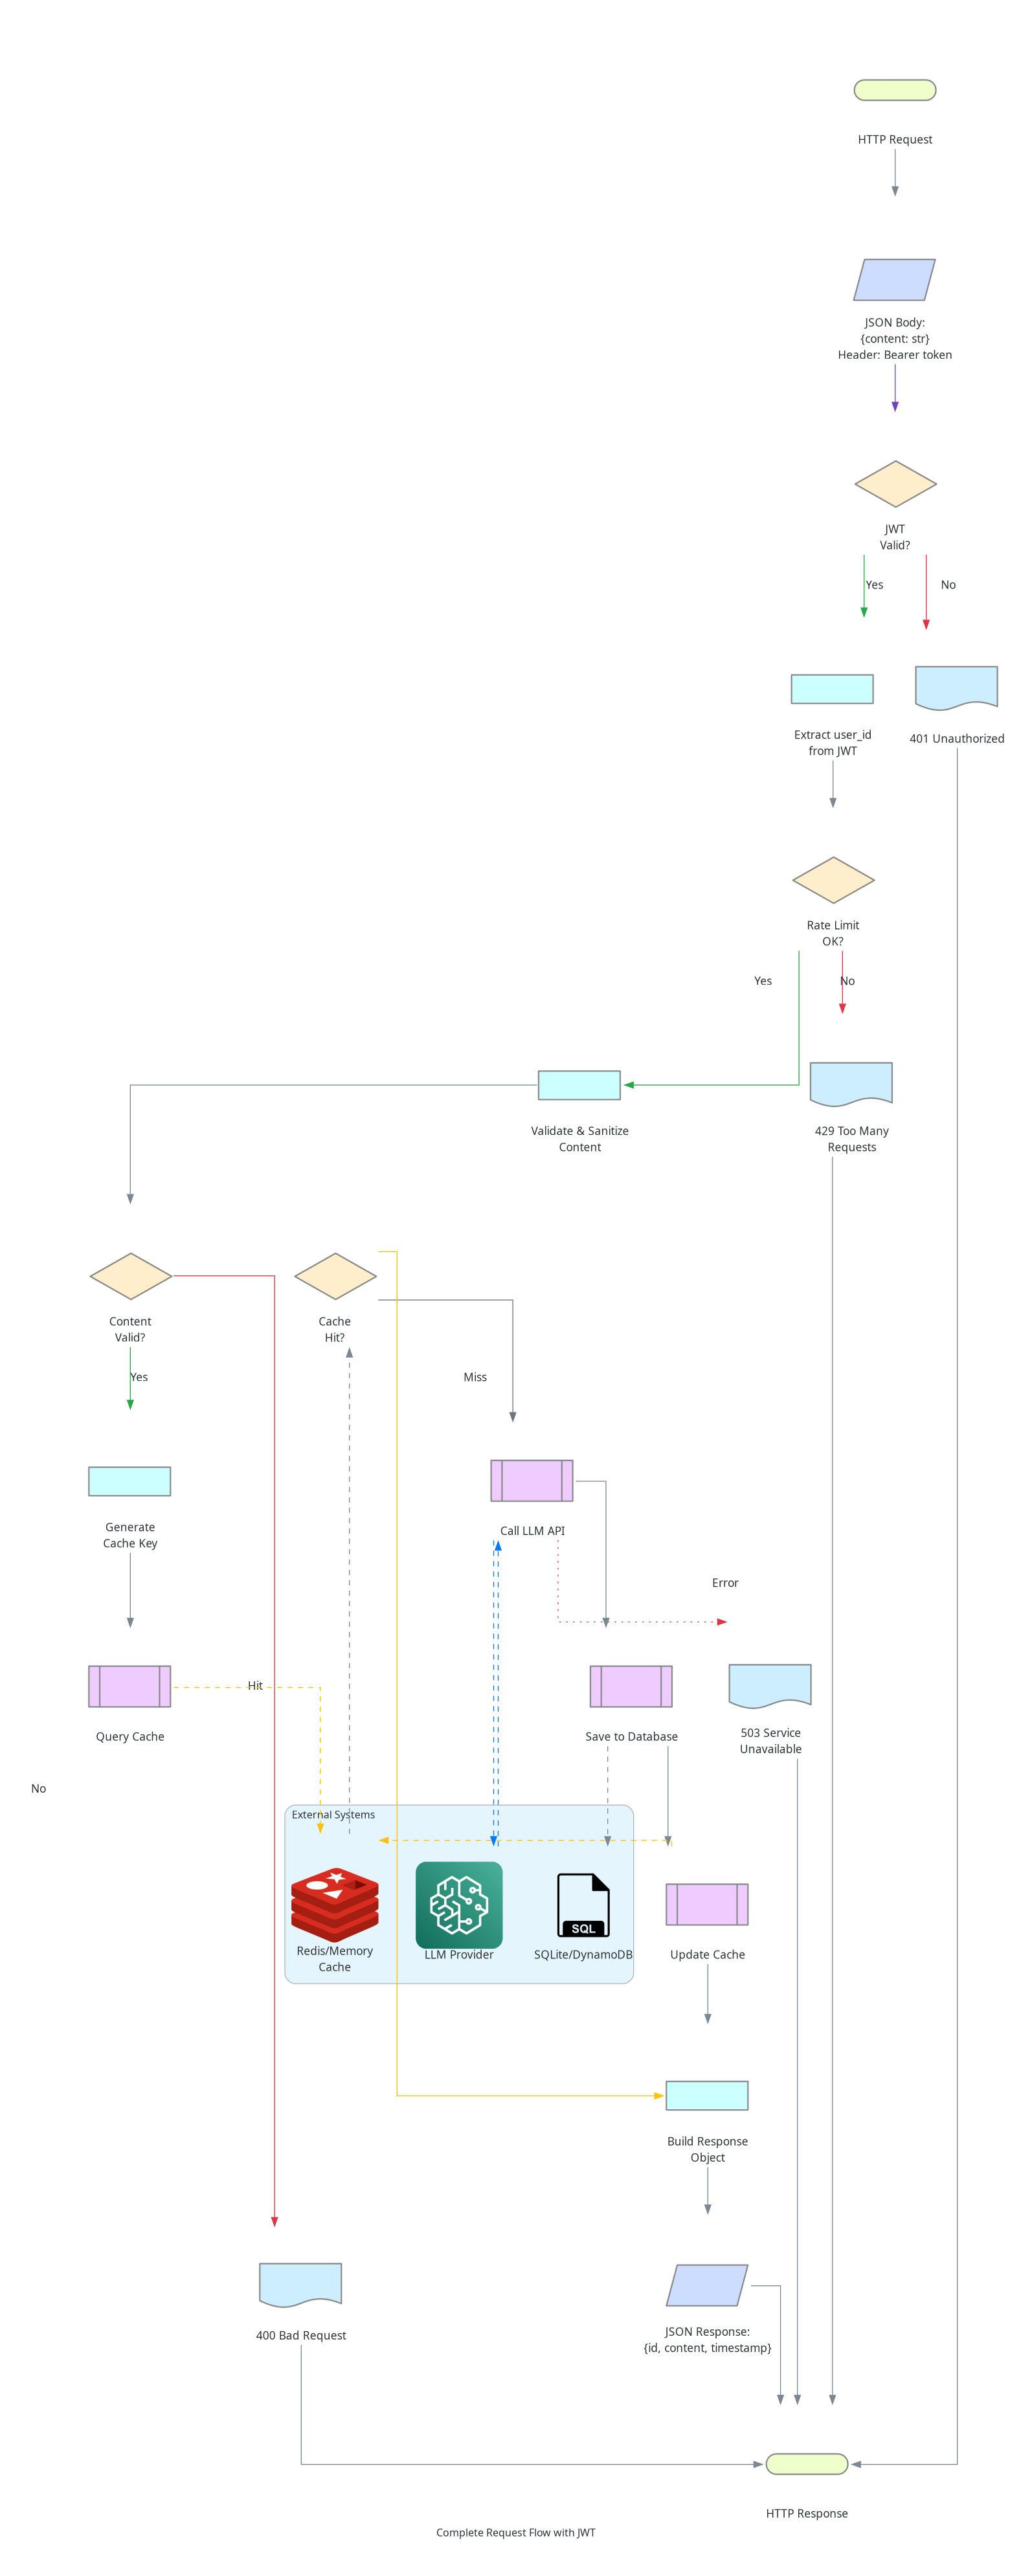 HTTP Request
JSON Body:
{content: str}
Header: Bearer token
JWT
Valid?
Yes
No
Extract user_id
from JWT
401 Unauthorized
Rate Limit
OK?
Yes
No
Validate & Sanitize
Content
429 Too Many
Requests
Content
Valid?
Cache
Hit?
Yes
Miss
Generate
Cache Key
Call LLM API
Error
Hit
Query Cache
Save to Database
503 Service
Unavailable
No
External Systems
Redis/Memory
Cache
LLM Provider
SQL
SQLite/DynamoDB
Update Cache
Build Response
Object
400 Bad Request
JSON Response:
{id, content, timestamp}
HTTP Response
Complete Request Flow with JWT